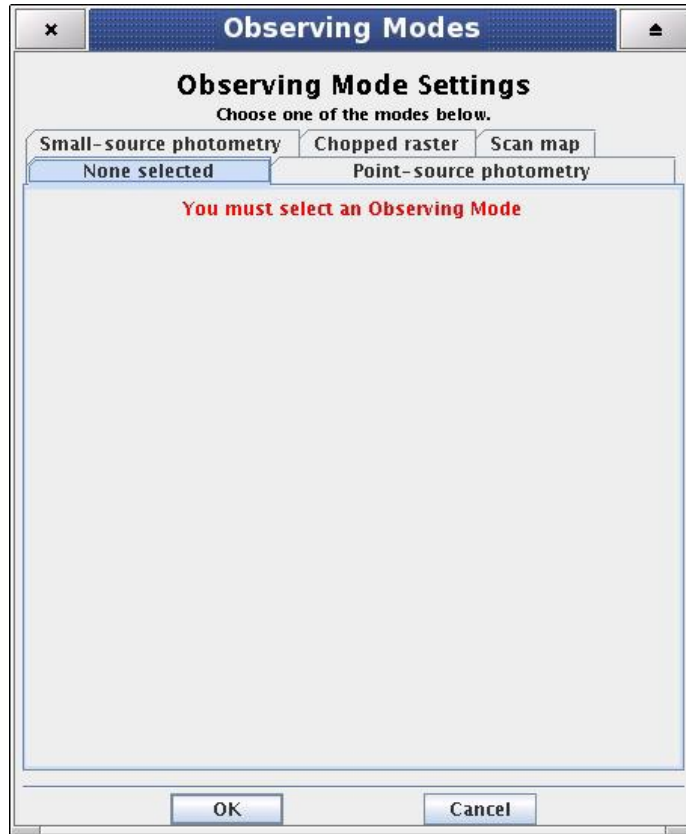 Observing Modes
Observing Mode Settings
Choose one of the modes below.
Small-source photometry Chopped raster Scan map
None selected Point-source photometry
You must select an Observing Mode
OK Cancel